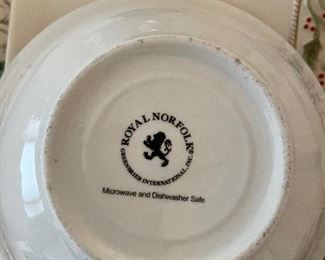 ROYAL NORFOLK
GREENBRIER INTERNATIONAL, INC.®
Microwave and Dishwasher Safe